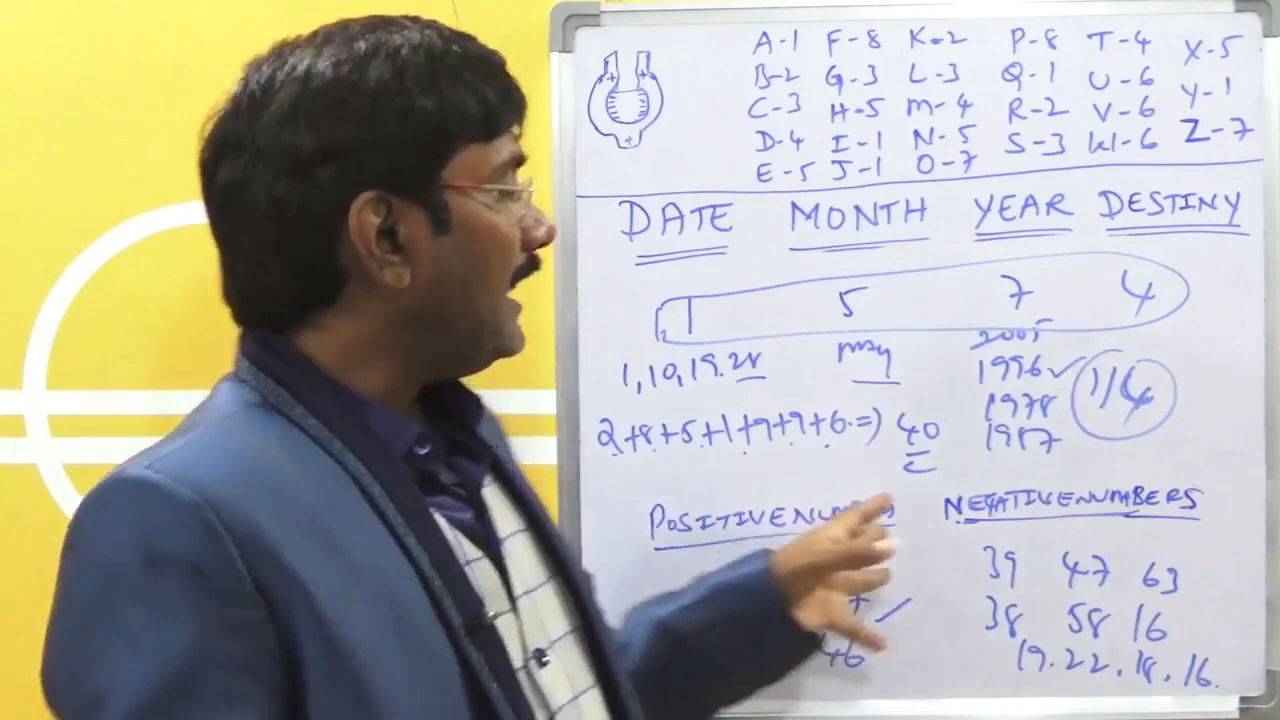 A-1 F-8 K-2 P-8 T-4 X-5
B-2 G-3 L-3 Q-1 U-6 Y-1
C-3 H-5 M-4 R-2 V-6 Z-7
D-4 I-1 N-5 S-3 W-6
E-5 J-1 O-7
DATE MONTH YEAR DESTINY
1 5 7 4
1,10,19.28 may 2005
1996 ✓ 1/4
1978
2+8+5+1+9+9+6.=) 40 1987
POSITIVE NEGATIVENUMBERS
39 47 63
38 58 16
46 19.22.18.16.